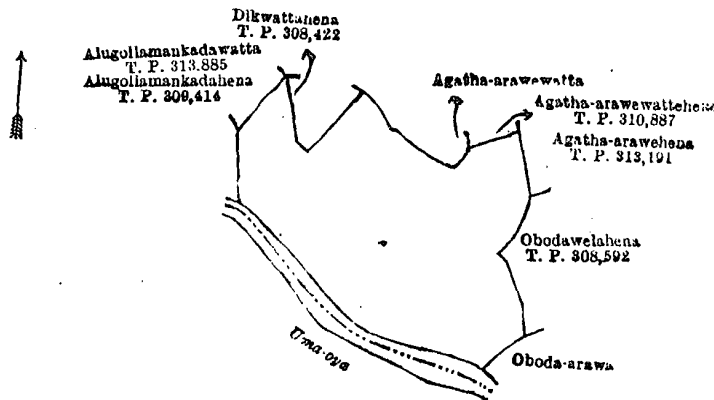 Dikwattahena
T. P. 308,422
Alugollamankadawatta
T. P. 313,885
Alugollamankadahena
T. P. 309,414
Agatha-arawewatta
Agatha-arawewattehena
T. P. 310,887
Agatha-arawehena
T. P. 313,191
Obodawelahena
T. P. 308,592
Uma-oya
Oboda-arawa